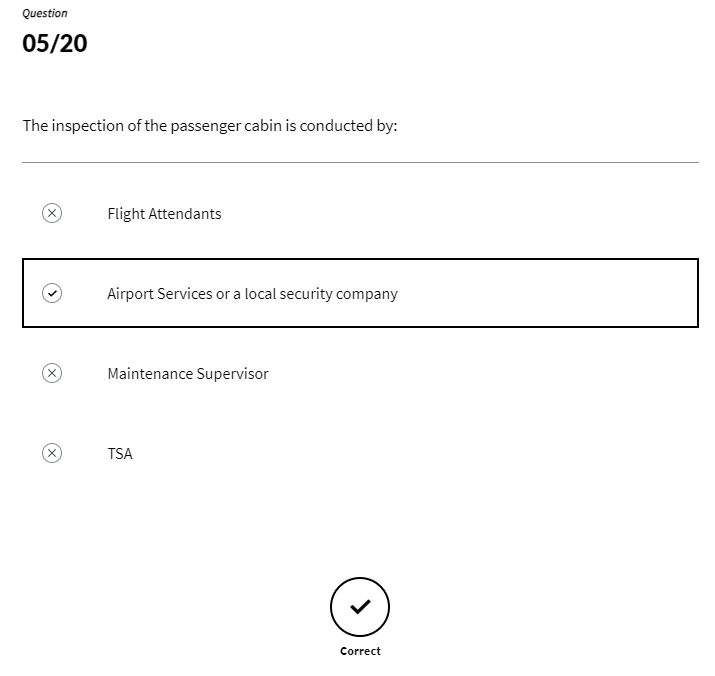 Question
05/20
The inspection of the passenger cabin is conducted by:
Flight Attendants
Airport Services or a local security company
Maintenance Supervisor
TSA
Correct